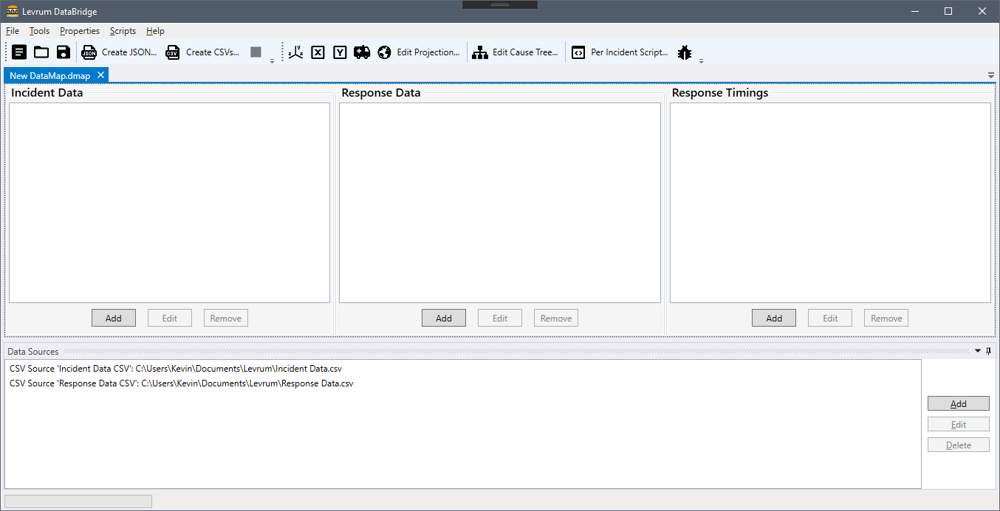 Levrum DataBridge
File Tools Properties Scripts Help
JSON Create JSON... CSV Create CSVs... Y X Z X Y Edit Projection... Edit Cause Tree... Per Incident Script...
New DataMap.dmap
Incident Data Response Data Response Timings
Add Edit Remove Add Edit Remove Add Edit Remove
Data Sources
CSV Source 'Incident Data CSV': C:\Users\Kevin\Documents\Levrum\Incident Data.csv
CSV Source 'Response Data CSV': C:\Users\Kevin\Documents\Levrum\Response Data.csv
Add
Edit
Delete